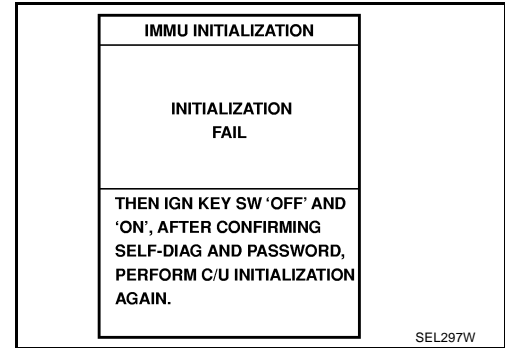 IMMU INITIALIZATION
INITIALIZATION
FAIL
THEN IGN KEY SW ‘OFF’ AND
‘ON’, AFTER CONFIRMING
SELF-DIAG AND PASSWORD,
PERFORM C/U INITIALIZATION
AGAIN.
SEL297W